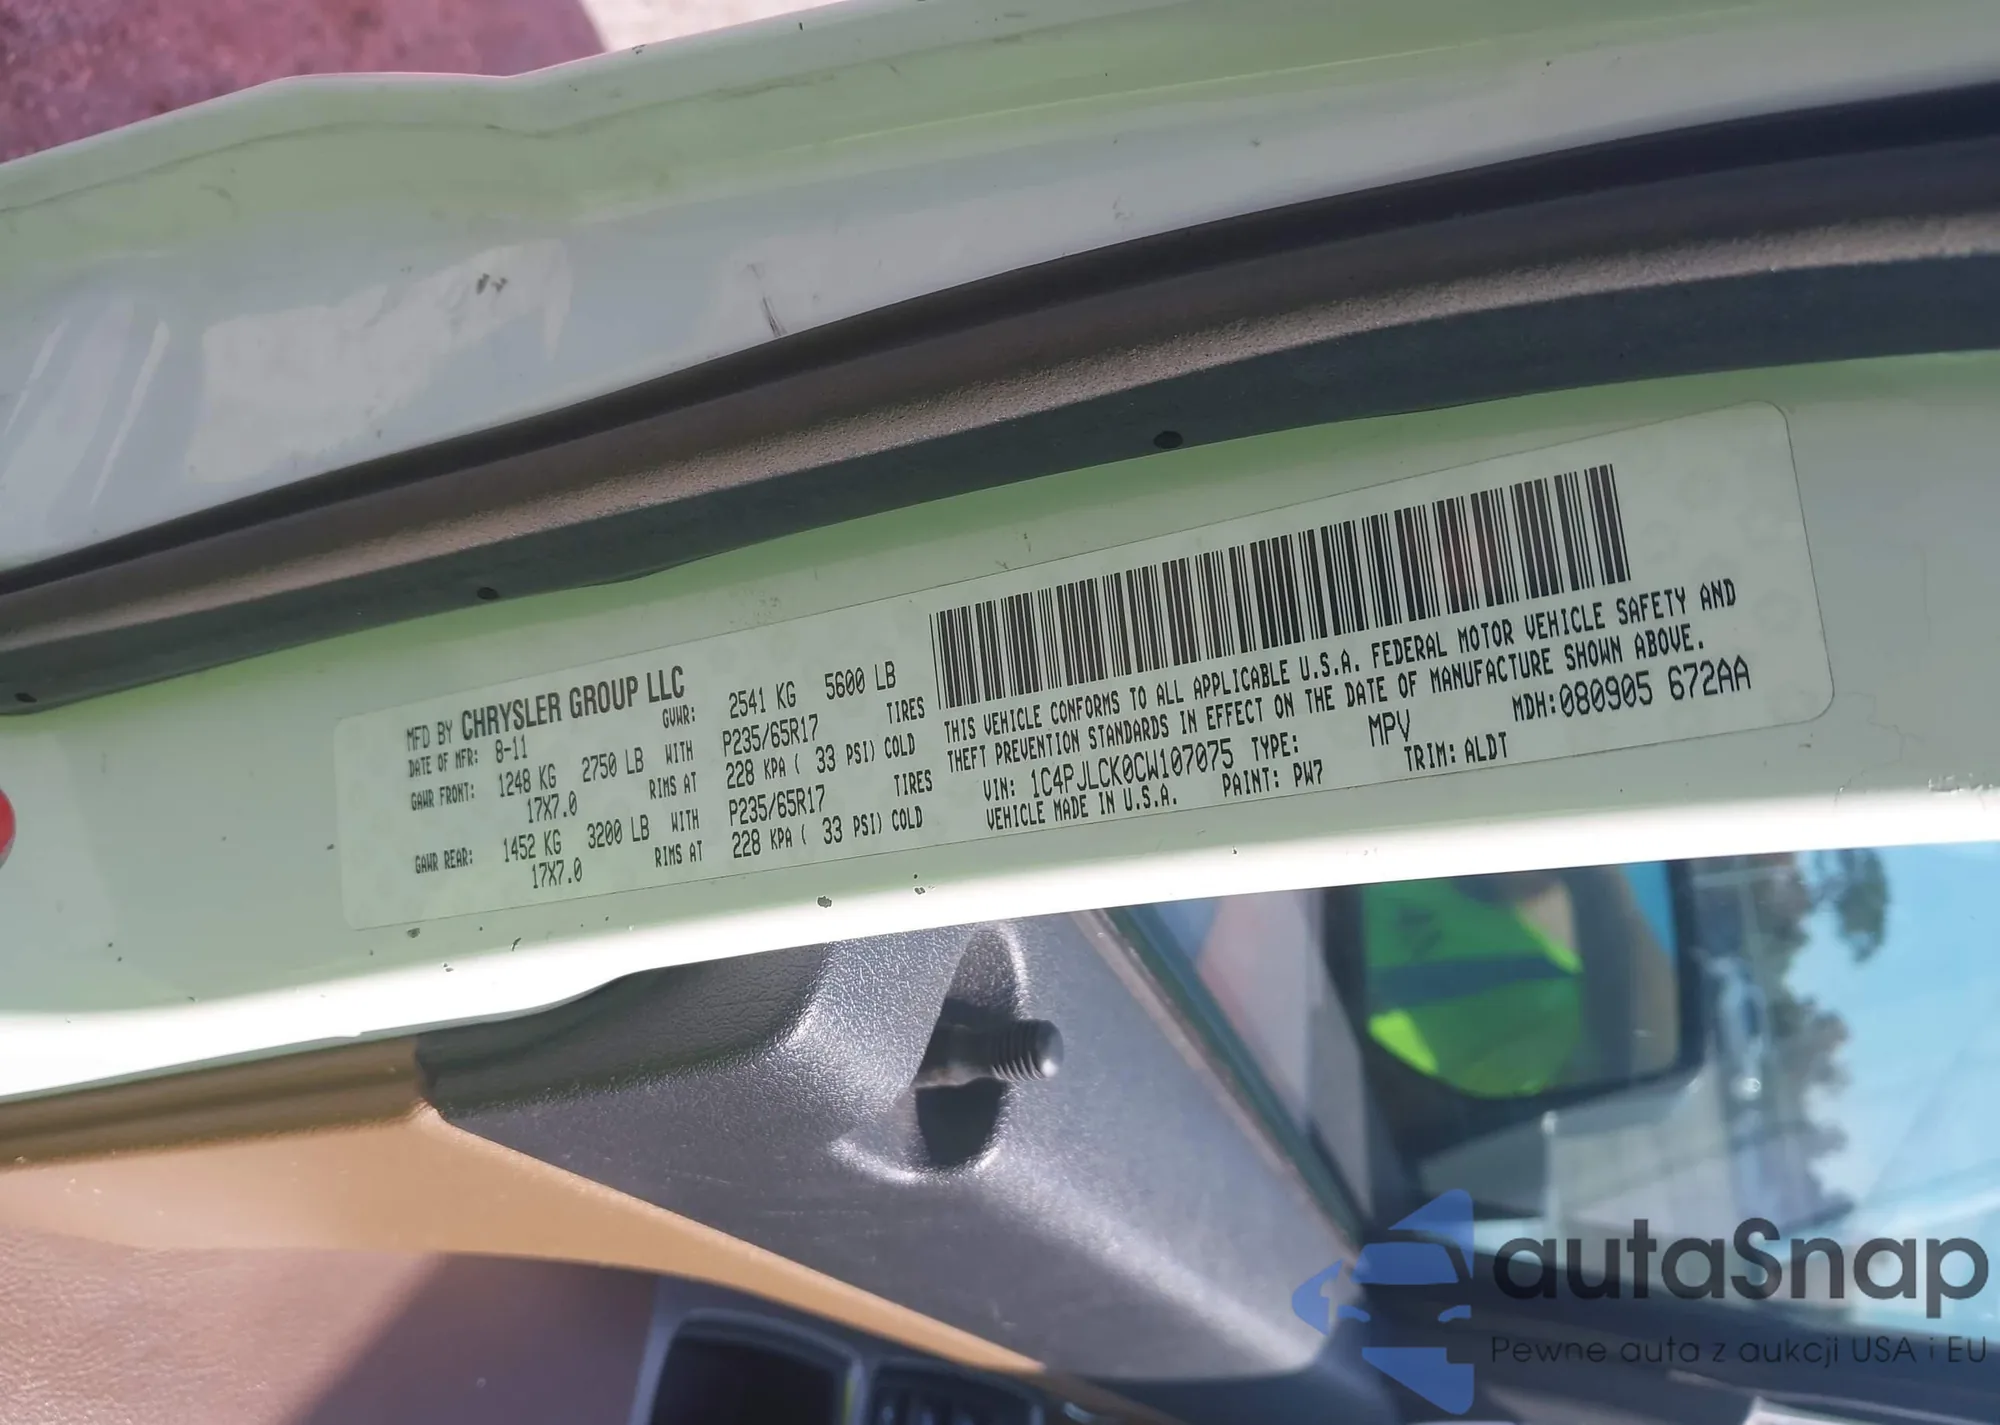 MFD BY CHRYSLER GROUP LLC
DATE OF MFR: 8-11 GVWR: 2541 KG 5600 LB
GAWR FRONT: 1248 KG 2750 LB WITH P235/65R17 TIRES
17X7.0 RIMS AT 228 KPA ( 33 PSI) COLD
GAWR REAR: 1452 KG 3200 LB WITH P235/65R17 TIRES
17X7.0 RIMS AT 228 KPA ( 33 PSI) COLD
THIS VEHICLE CONFORMS TO ALL APPLICABLE U.S.A. FEDERAL MOTOR VEHICLE SAFETY AND
THEFT PREVENTION STANDARDS IN EFFECT ON THE DATE OF MANUFACTURE SHOWN ABOVE.
VIN: 1C4PJLCK0CW107075 TYPE: MPV MDH:080905 672AA
VEHICLE MADE IN U.S.A. PAINT: PW7 TRIM: ALDT
autaSnap
Pewne auta z aukcji USA i EU